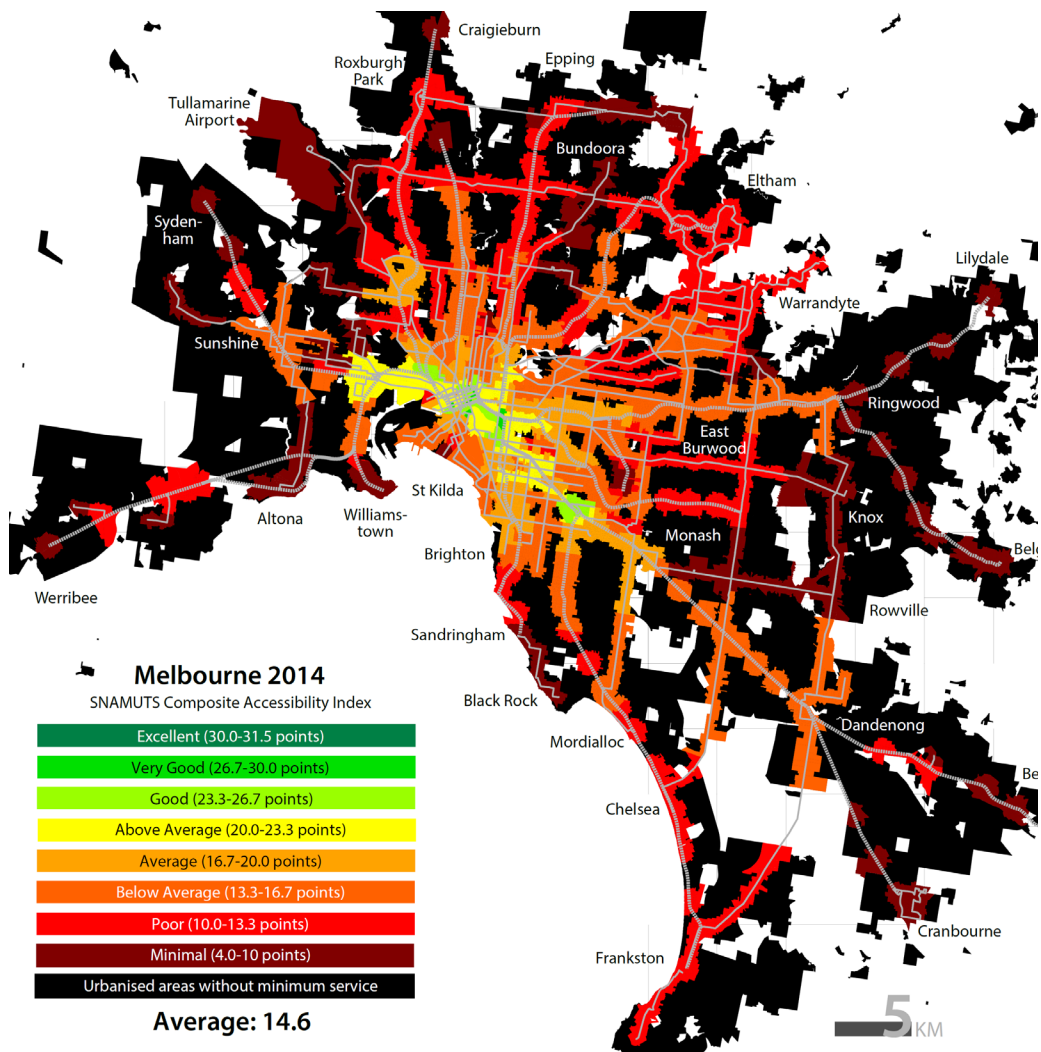 Craigieburn
Roxburgh
Park
Epping
Tullamarine
Airport
Bundoora
Eltham
Syden-
ham
Lilydale
Warrandyte
Sunshine
Ringwood
East
Burwood
St Kilda
Altona
Williams-
town
Knox
Monash
Brighton
Belg
Werribee
Rowville
Sandringham
Melbourne 2014
SNAMUTS Composite Accessibility Index
Black Rock
Dandenong
Excellent (30.0-31.5 points)
Mordialloc
Very Good (26.7-30.0 points)
Be
Good (23.3-26.7 points)
Chelsea
Above Average (20.0-23.3 points)
Average (16.7-20.0 points)
Below Average (13.3-16.7 points)
Poor (10.0-13.3 points)
Cranbourne
Minimal (4.0-10 points)
Frankston
Urbanised areas without minimum service
Average: 14.6
5 KM